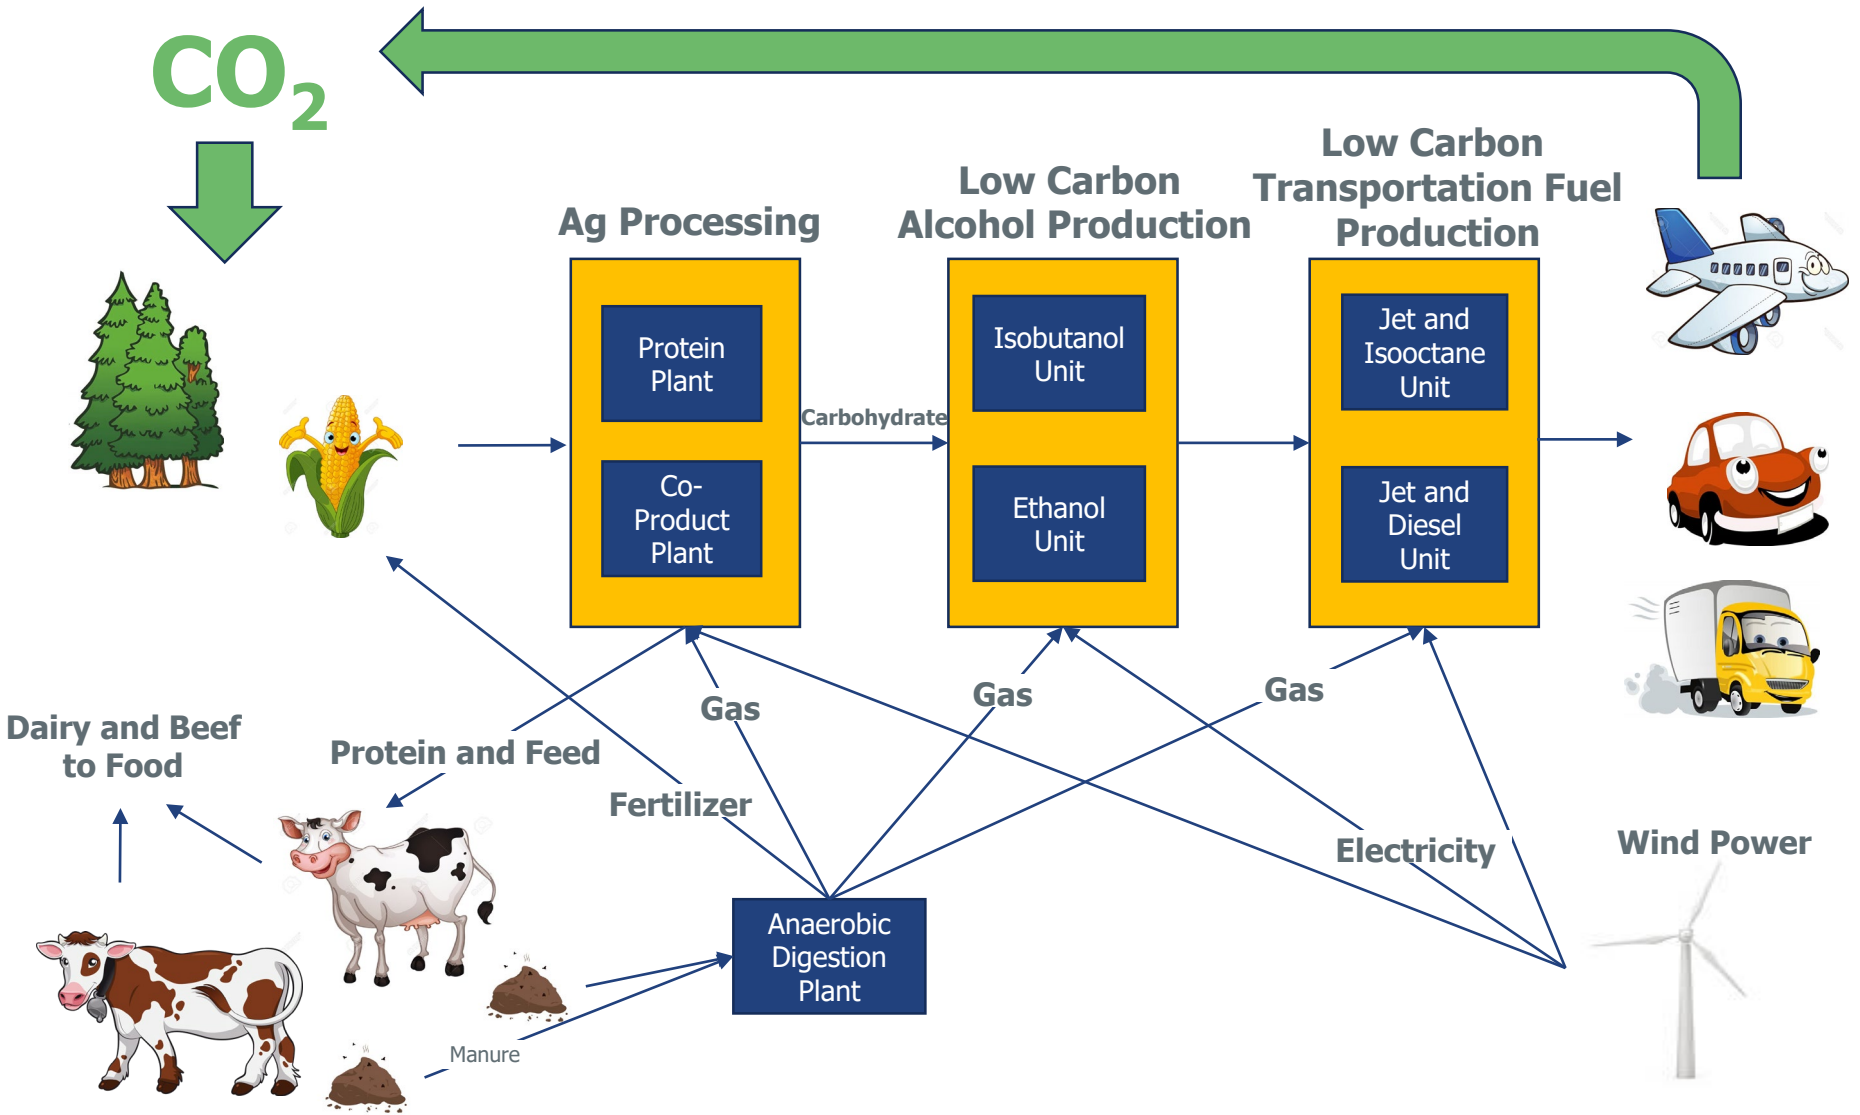 CO2
Ag Processing
Low Carbon
Alcohol Production
Low Carbon
Transportation Fuel
Production
Protein
Plant
Co-
Product
Plant
Carbohydrate
Isobutanol
Unit
Ethanol
Unit
Jet and
Isooctane
Unit
Jet and
Diesel
Unit
Gas
Gas
Gas
Dairy and Beef
to Food
Protein and Feed
Fertilizer
Electricity
Wind Power
Anaerobic
Digestion
Plant
Manure